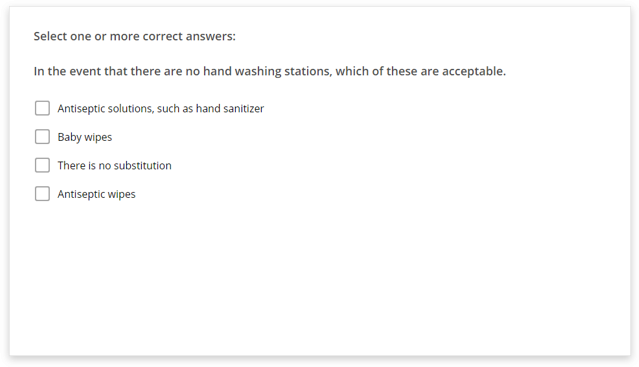 Select one or more correct answers:
In the event that there are no hand washing stations, which of these are acceptable.
Antiseptic solutions, such as hand sanitizer
Baby wipes
There is no substitution
Antiseptic wipes